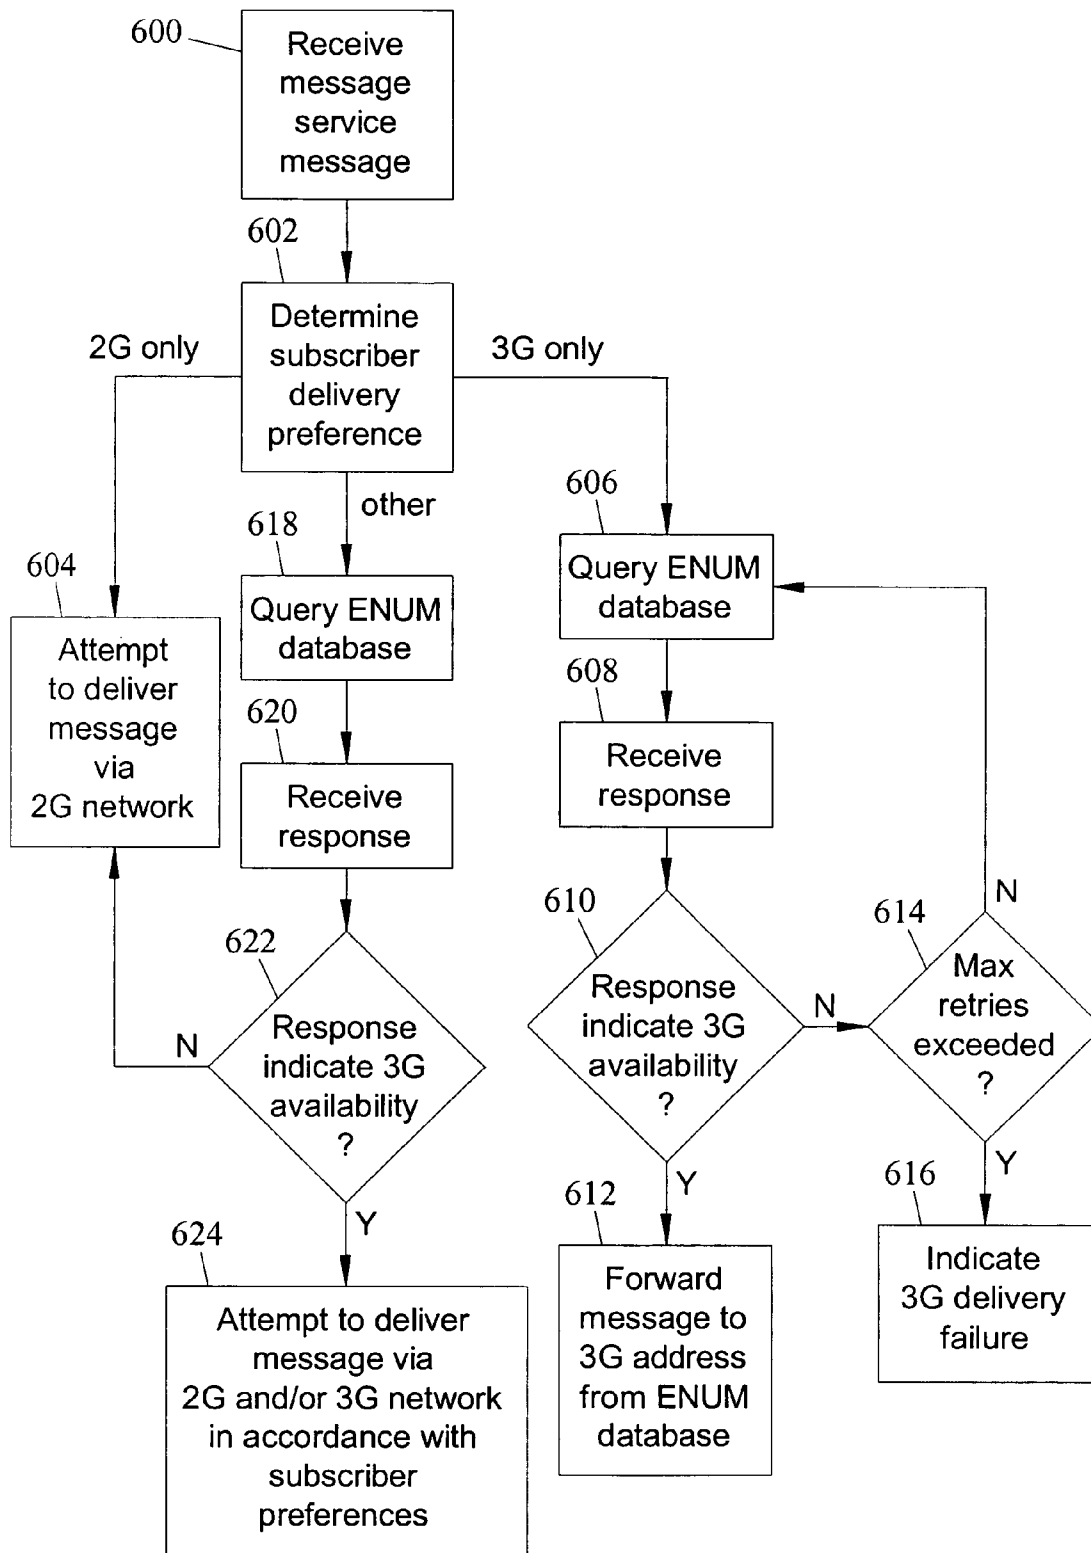 600
Receive
message
service
message
602
Determine
subscriber
delivery
preference
2G only
3G only
other
604
Attempt
to deliver
message
via
2G network
618
Query ENUM
database
620
Receive
response
622
Response
indicate 3G
availability
?
N
Y
624
Attempt to deliver
message via
2G and/or 3G network
in accordance with
subscriber
preferences
606
Query ENUM
database
608
Receive
response
610
Response
indicate 3G
availability
?
N
Y
612
Forward
message to
3G address
from ENUM
database
614
Max
retries
exceeded
?
N
Y
616
Indicate
3G delivery
failure